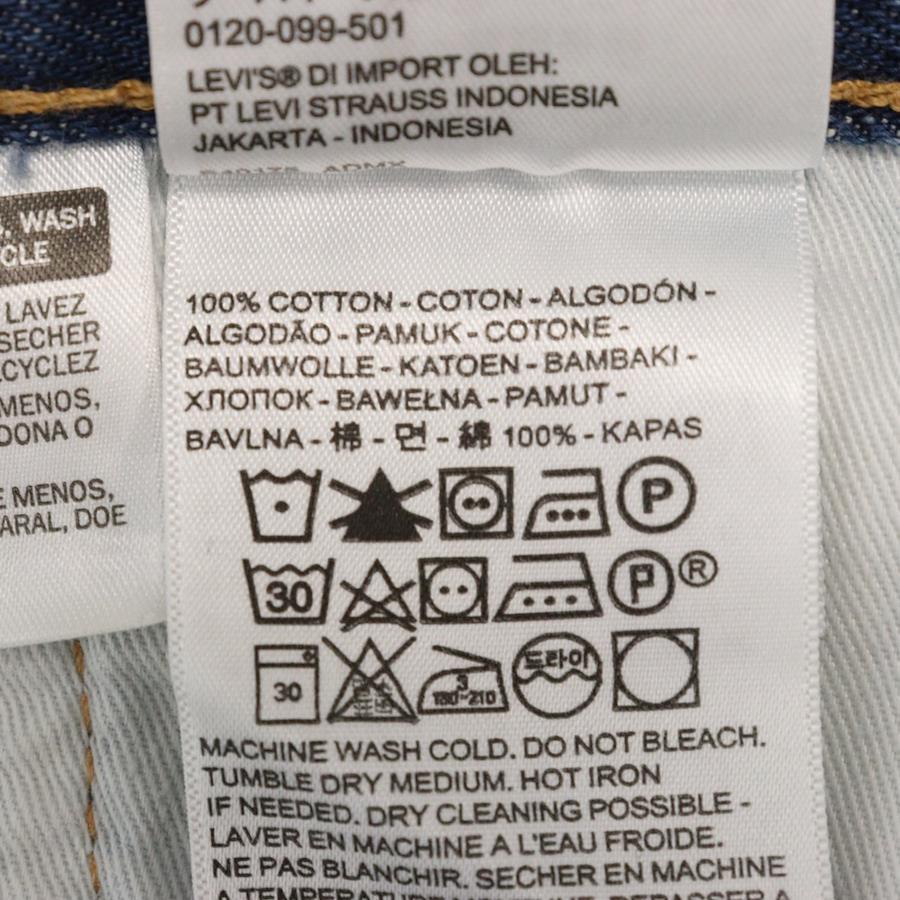 0120-099-501
LEVI'S® DI IMPORT OLEH:
PT LEVI STRAUSS INDONESIA
JAKARTA - INDONESIA
WASH
CLE
LAVEZ
SECHER
MENOS,
DONA O
MENOS,
DOE
100% COTTON - COTON - ALGODÓN -
ALGODÃO - PAMUK - COTONE -
BAUMWOLLE - KATOEN - BAMBAKI -
ХЛОПОК - BAWEŁNA - PAMUT -
BAVLNA - 棉 - 면 - 綿 100% - KAPAS
P
30 P ®
30 3 180~210 드라이
MACHINE WASH COLD. DO NOT BLEACH.
TUMBLE DRY MEDIUM. HOT IRON
IF NEEDED. DRY CLEANING POSSIBLE -
LAVER EN MACHINE A L'EAU FROIDE.
NE PAS BLANCHIR. SECHER EN MACHINE